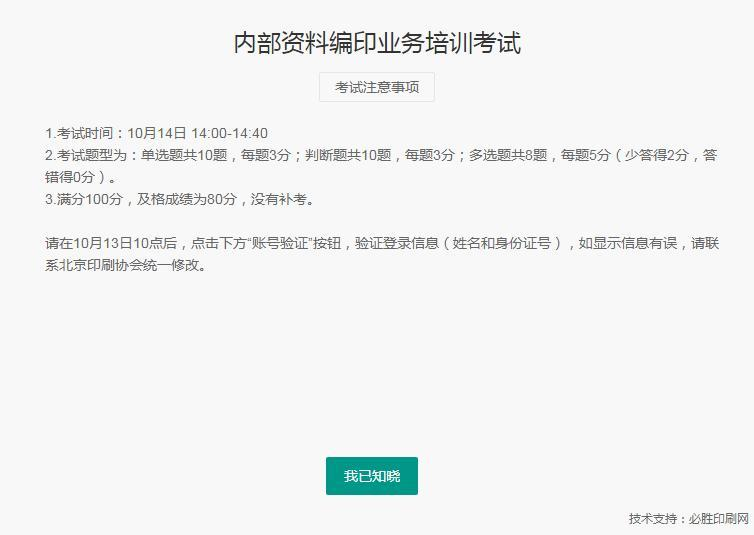 内部资料编印业务培训考试
考试注意事项
1.考试时间：10月14日 14:00-14:40
2.考试题型为：单选题共10题，每题3分；判断题共10题，每题3分；多选题共8题，每题5分（少答得2分，答
错得0分）。
3.满分100分，及格成绩为80分，没有补考。
请在10月13日10点后，点击下方“账号验证”按钮，验证登录信息（姓名和身份证号），如显示信息有误，请联
系北京印刷协会统一修改。
我已知晓
技术支持：必胜印刷网